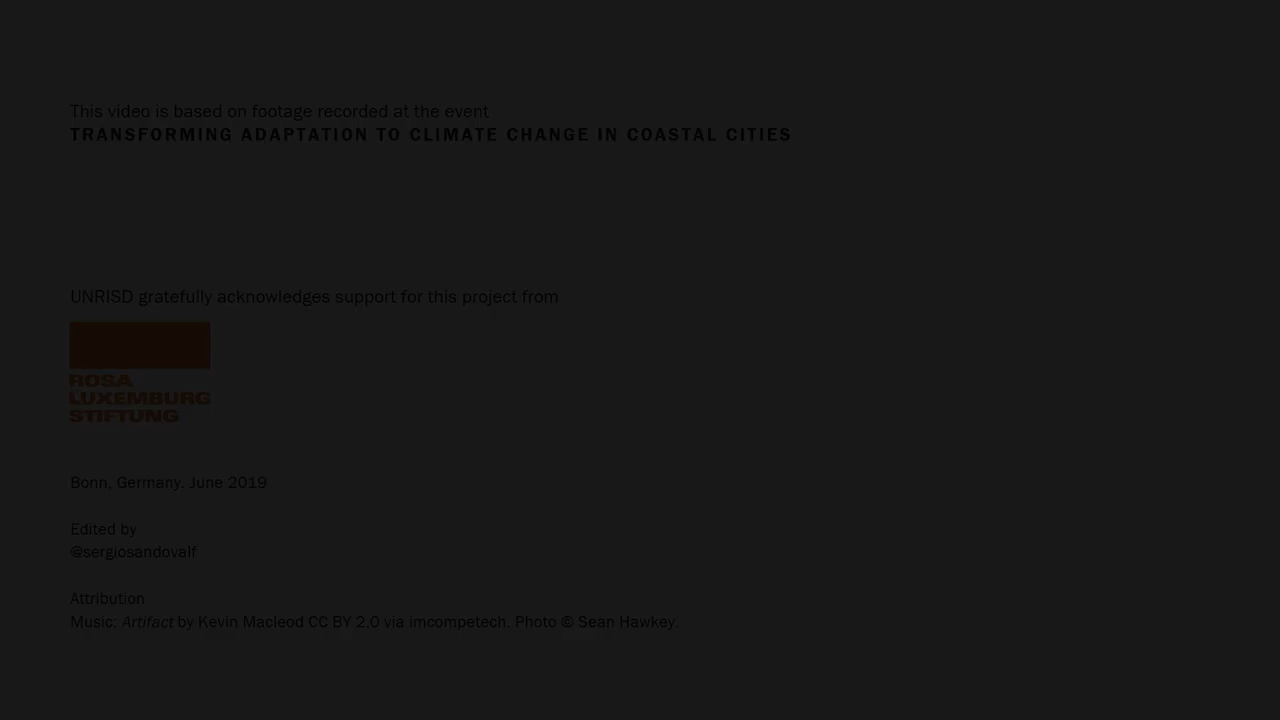 This video is based on footage recorded at the event
TRANSFORMING ADAPTATION TO CLIMATE CHANGE IN COASTAL CITIES
UNRISD gratefully acknowledges support for this project from
ROSA
LUXEMBURG
STIFTUNG
Bonn, Germany. June 2019
Edited by
@sergiosandovalf
Attribution
Music: Artifact by Kevin Macleod CC BY 2.0 via imcompetech. Photo © Sean Hawkey.